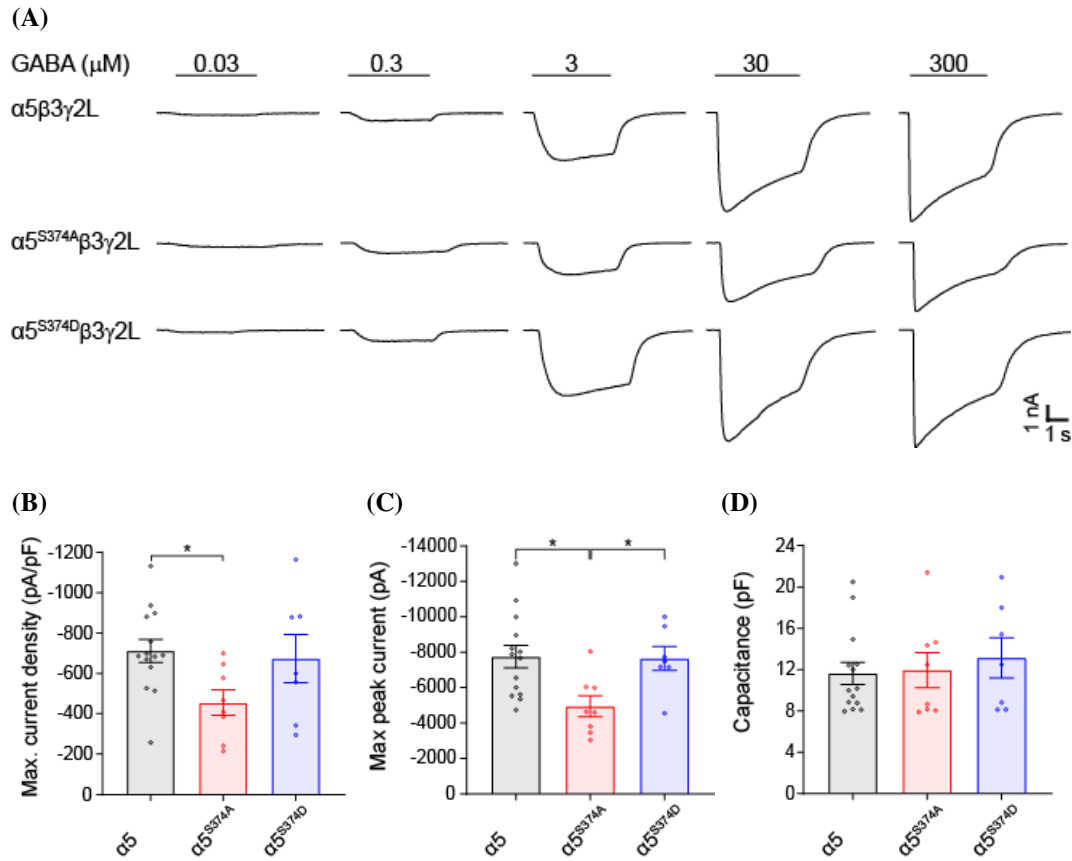 (A)
GABA (μM) 0.03 0.3 3 30 300
α5β3γ2L
α5S374Aβ3γ2L
α5S374Dβ3γ2L
1 nA
1 s
(B)
Max. current density (pA/pF)
-1200
-1000
-800
-600
-400
-200
0
*
α5
α5S374A
α5S374D
(C)
Max peak current (pA)
-14000
-12000
-10000
-8000
-6000
-4000
-2000
0
* *
α5
α5S374A
α5S374D
(D)
Capacitance (pF)
24
20
16
12
8
4
0
α5
α5S374A
α5S374D